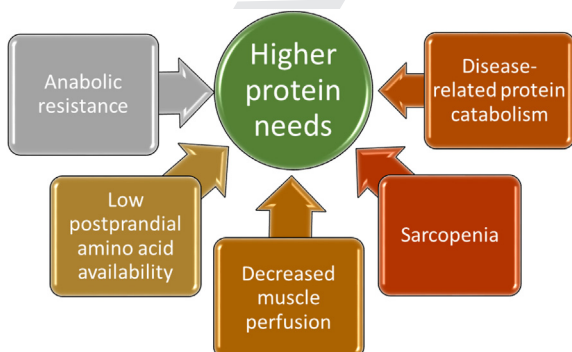 Higher
protein
needs
Anabolic
resistance
Disease-
related protein
catabolism
Low
postprandial
amino acid
availability
Decreased
muscle
perfusion
Sarcopenia